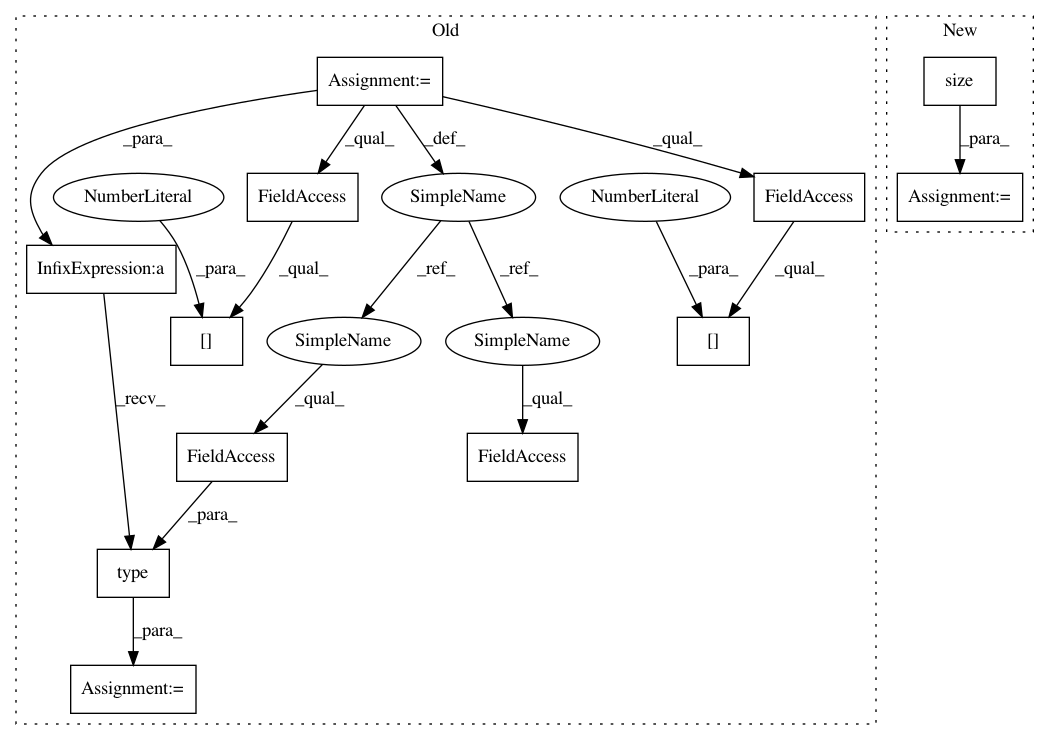 Old
New
Assignment:=
size
_para_
_qual_
_def_
_qual_
_para_
NumberLiteral
FieldAccess
SimpleName
NumberLiteral
FieldAccess
Assignment:=
InfixExpression:a
_para_
_qual_
_ref_
_ref_
_para_
_qual_
[]
SimpleName
SimpleName
[]
_recv_
_qual_
_qual_
FieldAccess
FieldAccess
_para_
type
_para_
Assignment:=